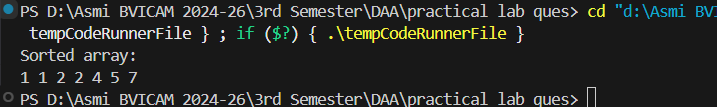 PS D:\Asmi BVICAM 2024-26\3rd Semester\DAA\practical lab ques> cd "d:\Asmi BVI
tempCodeRunnerFile } ; if ($?) { .\tempCodeRunnerFile }
Sorted array:
1 1 2 2 4 5 7
PS D:\Asmi BVICAM 2024-26\3rd Semester\DAA\practical lab ques>